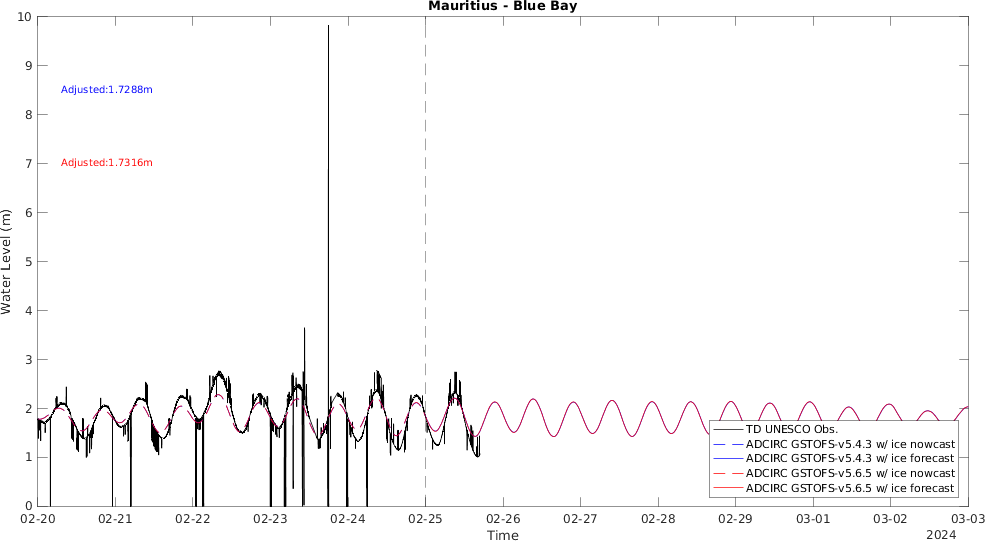 Mauritius - Blue Bay
10
9
8
7
6
5
4
3
2
1
0
Water Level (m)
Adjusted:1.7288m
Adjusted:1.7316m
TD UNESCO Obs.
ADCIRC GSTOFS-v5.4.3 w/ ice nowcast
ADCIRC GSTOFS-v5.4.3 w/ ice forecast
ADCIRC GSTOFS-v5.6.5 w/ ice nowcast
ADCIRC GSTOFS-v5.6.5 w/ ice forecast
02-20 02-21 02-22 02-23 02-24 02-25 02-26 02-27 02-28 02-29 03-01 03-02 03-03
Time
2024